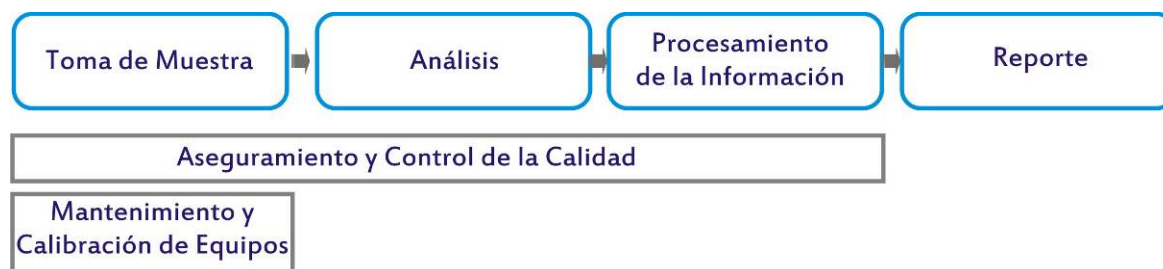 Toma de Muestra
Análisis
Procesamiento
de la Información
Reporte
Aseguramiento y Control de la Calidad
Mantenimiento y
Calibración de Equipos